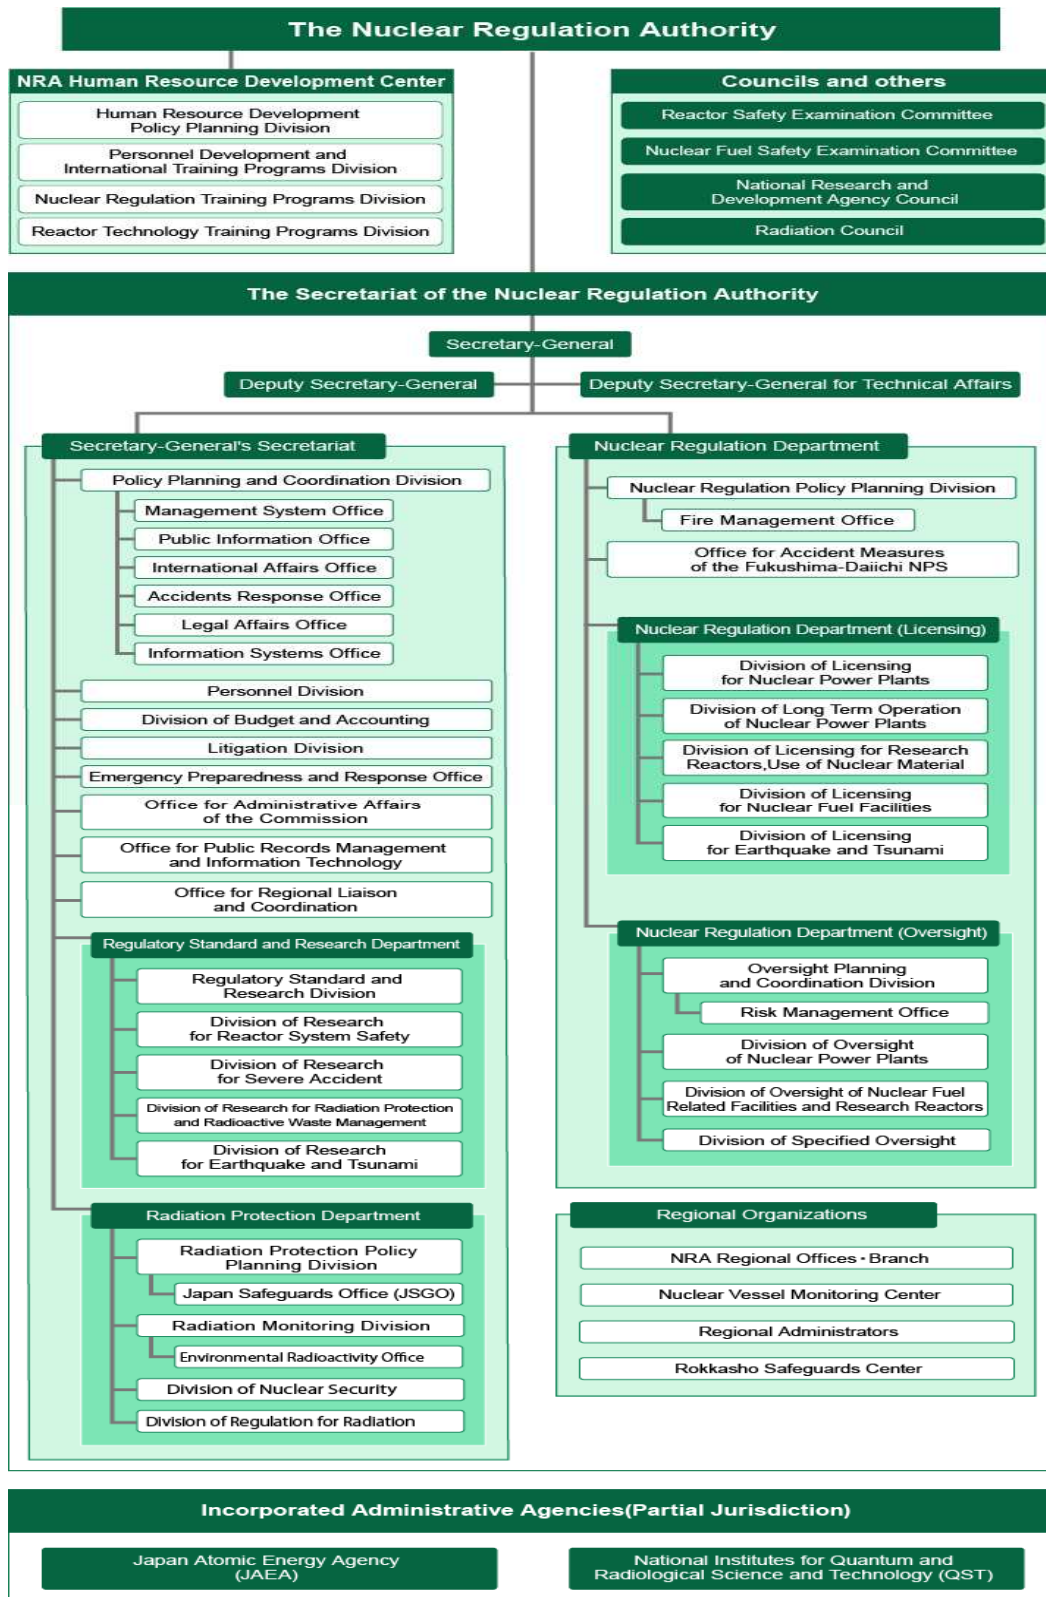 The Nuclear Regulation Authority
NRA Human Resource Development Center
Human Resource Development
Policy Planning Division
Personnel Development and
International Training Programs Division
Nuclear Regulation Training Programs Division
Reactor Technology Training Programs Division
Councils and others
Reactor Safety Examination Committee
Nuclear Fuel Safety Examination Committee
National Research and
Development Agency Council
Radiation Council
The Secretariat of the Nuclear Regulation Authority
Secretary-General
Deputy Secretary-General
Deputy Secretary-General for Technical Affairs
Secretary-General's Secretariat
Policy Planning and Coordination Division
Management System Office
Public Information Office
International Affairs Office
Accidents Response Office
Legal Affairs Office
Information Systems Office
Personnel Division
Division of Budget and Accounting
Litigation Division
Emergency Preparedness and Response Office
Office for Administrative Affairs
of the Commission
Office for Public Records Management
and Information Technology
Office for Regional Liaison
and Coordination
Regulatory Standard and Research Department
Regulatory Standard and
Research Division
Division of Research
for Reactor System Safety
Division of Research
for Severe Accident
Division of Research for Radiation Protection
and Radioactive Waste Management
Division of Research
for Earthquake and Tsunami
Radiation Protection Department
Radiation Protection Policy
Planning Division
Japan Safeguards Office (JSGO)
Radiation Monitoring Division
Environmental Radioactivity Office
Division of Nuclear Security
Division of Regulation for Radiation
Nuclear Regulation Department
Nuclear Regulation Policy Planning Division
Fire Management Office
Office for Accident Measures
of the Fukushima-Daiichi NPS
Nuclear Regulation Department (Licensing)
Division of Licensing
for Nuclear Power Plants
Division of Long Term Operation
of Nuclear Power Plants
Division of Licensing for Research
Reactors,Use of Nuclear Material
Division of Licensing
for Nuclear Fuel Facilities
Division of Licensing
for Earthquake and Tsunami
Nuclear Regulation Department (Oversight)
Oversight Planning
and Coordination Division
Risk Management Office
Division of Oversight
of Nuclear Power Plants
Division of Oversight of Nuclear Fuel
Related Facilities and Research Reactors
Division of Specified Oversight
Regional Organizations
NRA Regional Offices・Branch
Nuclear Vessel Monitoring Center
Regional Administrators
Rokkasho Safeguards Center
Incorporated Administrative Agencies(Partial Jurisdiction)
Japan Atomic Energy Agency
(JAEA)
National Institutes for Quantum and
Radiological Science and Technology (QST)